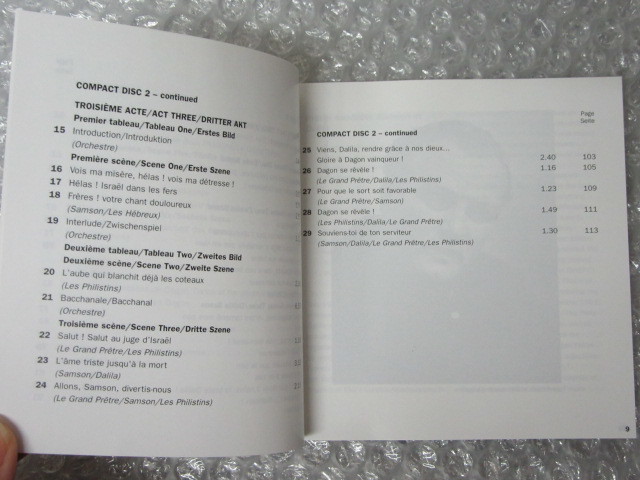 COMPACT DISC 2 – continued
TROISIÈME ACTE/ACT THREE/DRITTER AKT
Premier tableau/Tableau One/Erstes Bild
15 Introduction/Introduktion
(Orchestre)
Première scène/Scene One/Erste Szene
16 Vois ma misère, hélas ! vois ma détresse !
17 Hélas ! Israël dans les fers
18 Frères ! votre chant douloureux
(Samson/Les Hébreux)
19 Interlude/Zwischenspiel
(Orchestre)
Deuxième tableau/Tableau Two/Zweites Bild
Deuxième scène/Scene Two/Zweite Szene
20 L'aube qui blanchit déjà les coteaux
(Les Philistins)
21 Bacchanale/Bacchanal
(Orchestre)
Troisième scène/Scene Three/Dritte Szene
22 Salut ! Salut au juge d'Israël
(Le Grand Prêtre/Les Philistins)
23 L'âme triste jusqu'à la mort
(Samson/Dalila)
24 Allons, Samson, divertis-nous
(Le Grand Prêtre/Samson/Les Philistins)
Page
Seite
COMPACT DISC 2 – continued
25 Viens, Dalila, rendre grâce à nos dieux...
Gloire à Dagon vainqueur ! 2.40 103
26 Dagon se révèle ! 1.16 105
(Le Grand Prêtre/Dalila/Les Philistins)
27 Pour que le sort soit favorable 1.23 109
(Le Grand Prêtre/Samson)
28 Dagon se révèle ! 1.49 111
(Les Philistins/Dalila/Le Grand Prêtre)
29 Souviens-toi de ton serviteur 1.30 113
(Samson/Dalila/Le Grand Prêtre/Les Philistins)
9